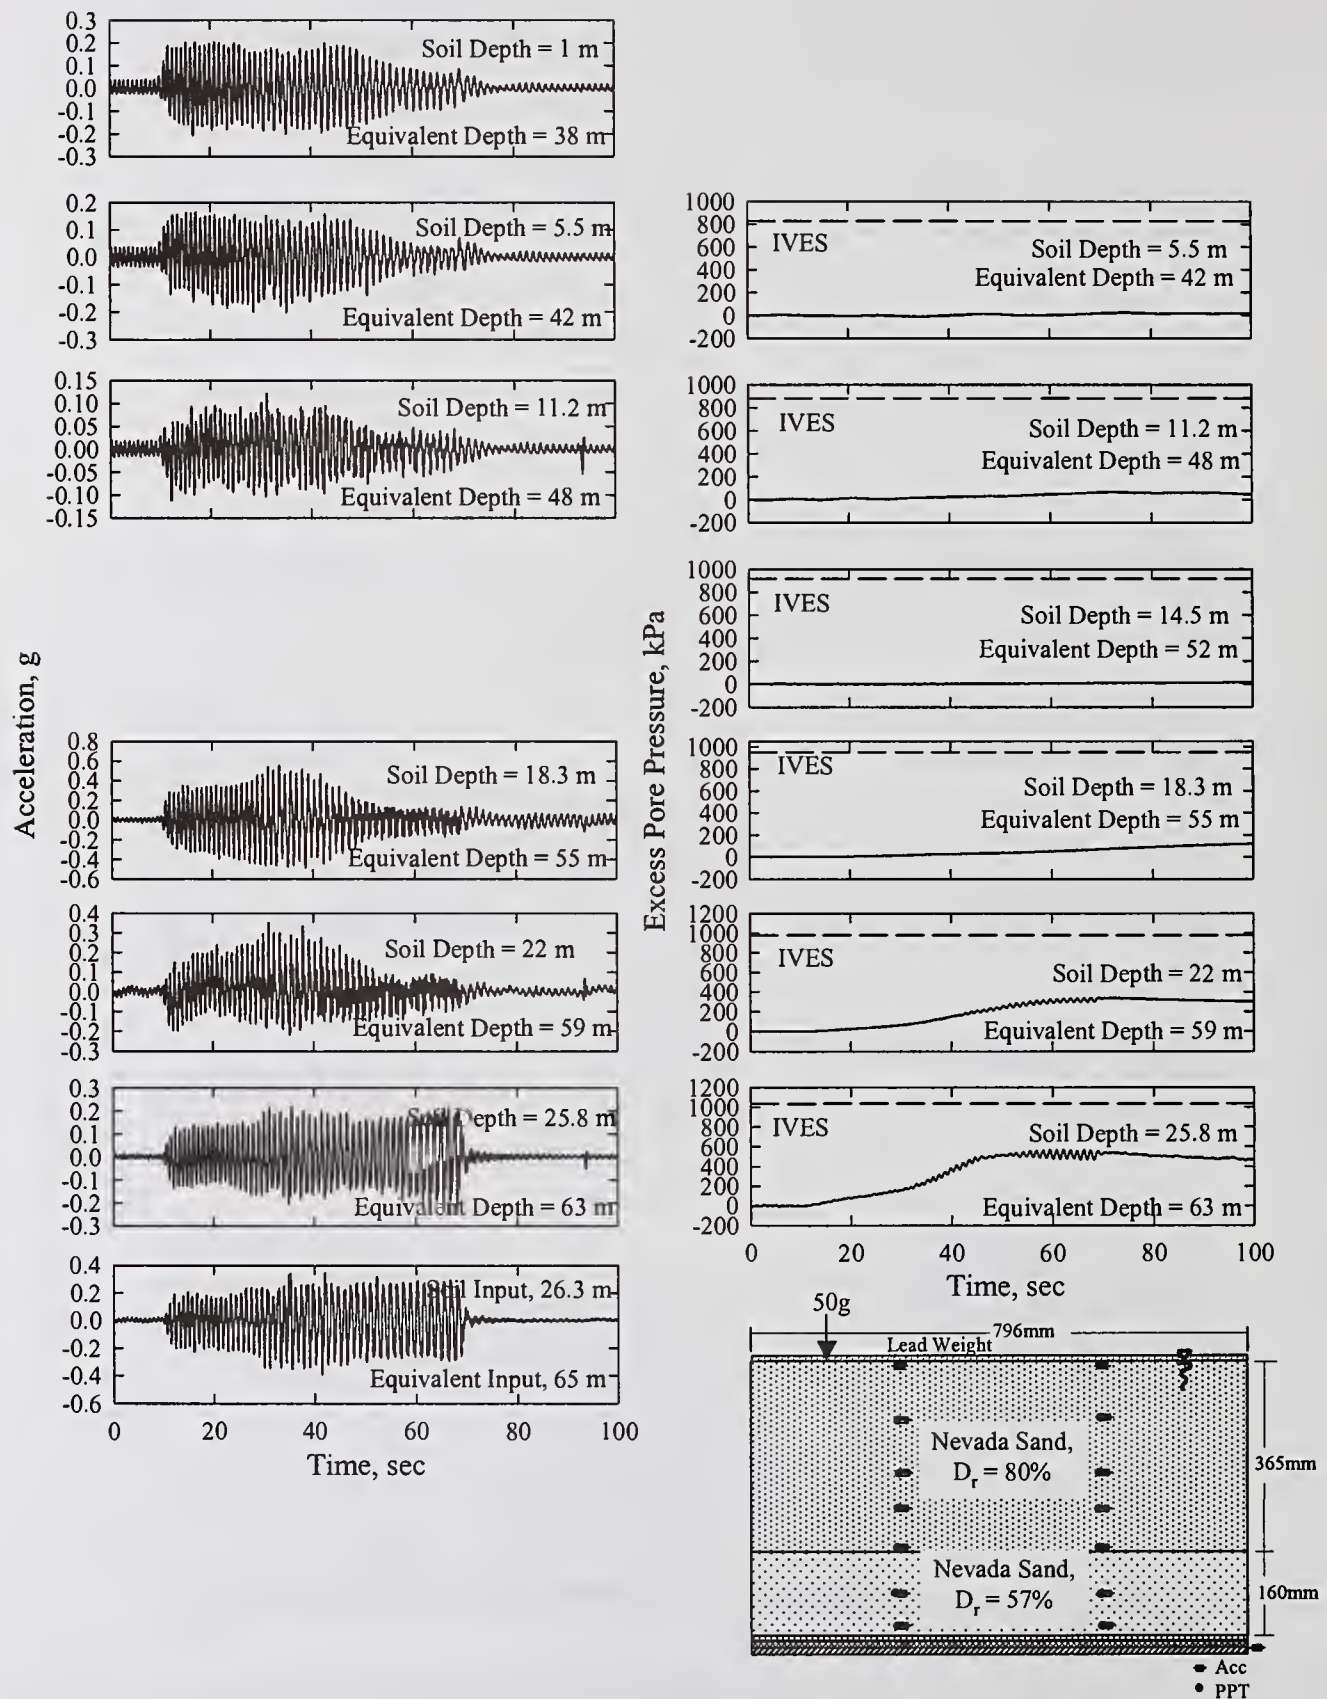 Acceleration, g
0.3
0.2
0.1
0.0
-0.1
-0.2
-0.3
Soil Depth = 1 m
Equivalent Depth = 38 m
0.2
0.1
0.0
-0.1
-0.2
-0.3
Soil Depth = 5.5 m
Equivalent Depth = 42 m
0.15
0.10
0.05
0.00
-0.05
-0.10
-0.15
Soil Depth = 11.2 m
Equivalent Depth = 48 m
0.8
0.6
0.4
0.2
0.0
-0.2
-0.4
-0.6
Soil Depth = 18.3 m
Equivalent Depth = 55 m
0.4
0.3
0.2
0.1
0.0
-0.1
-0.2
-0.3
Soil Depth = 22 m
Equivalent Depth = 59 m
0.3
0.2
0.1
0.0
-0.1
-0.2
-0.3
Soil Depth = 25.8 m
Equivalent Depth = 63 m
0.4
0.2
0.0
-0.2
-0.4
-0.6
Soil Input, 26.3 m
Equivalent Input, 65 m
0 20 40 60 80 100
Time, sec
Excess Pore Pressure, kPa
1000
800
600
400
200
0
-200
IVES
Soil Depth = 5.5 m
Equivalent Depth = 42 m
1000
800
600
400
200
0
-200
IVES
Soil Depth = 11.2 m
Equivalent Depth = 48 m
1000
800
600
400
200
0
-200
IVES
Soil Depth = 14.5 m
Equivalent Depth = 52 m
1000
800
600
400
200
0
-200
IVES
Soil Depth = 18.3 m
Equivalent Depth = 55 m
1200
1000
800
600
400
200
0
-200
IVES
Soil Depth = 22 m
Equivalent Depth = 59 m
1200
1000
800
600
400
200
0
-200
IVES
Soil Depth = 25.8 m
Equivalent Depth = 63 m
0 20 40 60 80 100
Time, sec
50g
796mm
Lead Weight
Nevada Sand,
Dr = 80%
365mm
Nevada Sand,
Dr = 57%
160mm
Acc
PPT